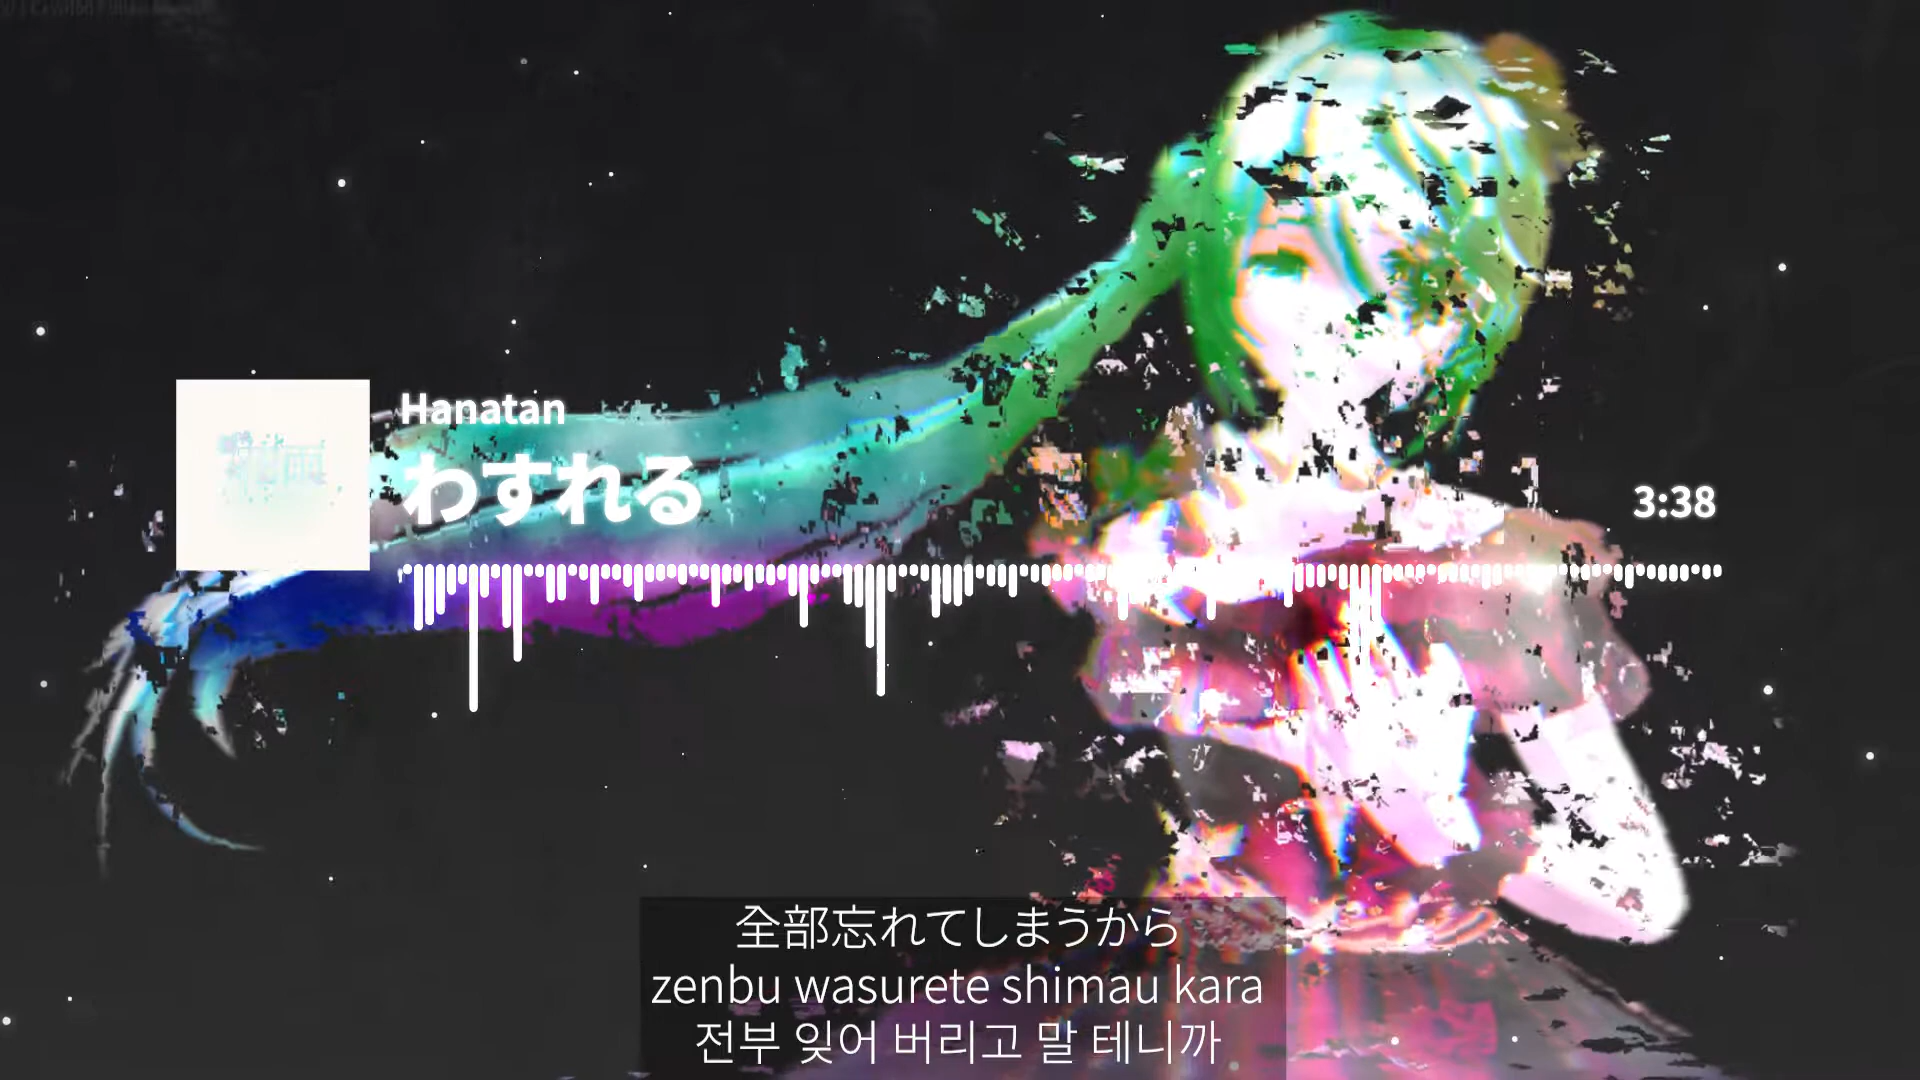 Hanatan
わすれる
3:38
全部忘れてしまうから
zenbu wasurete shimau kara
전부 잊어 버리고 말 테니까